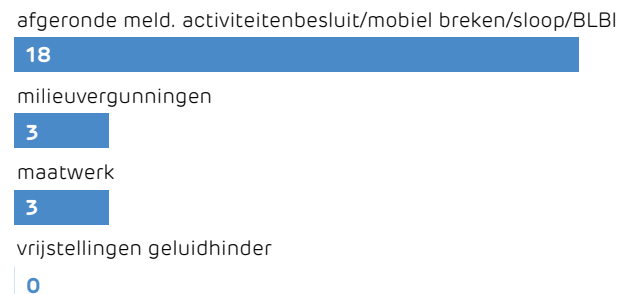 afgeronde meld. activiteitenbesluit/mobiel breken/sloop/BLBI
18
milieuvergunningen
3
maatwerk
3
vrijstellingen geluidhinder
0